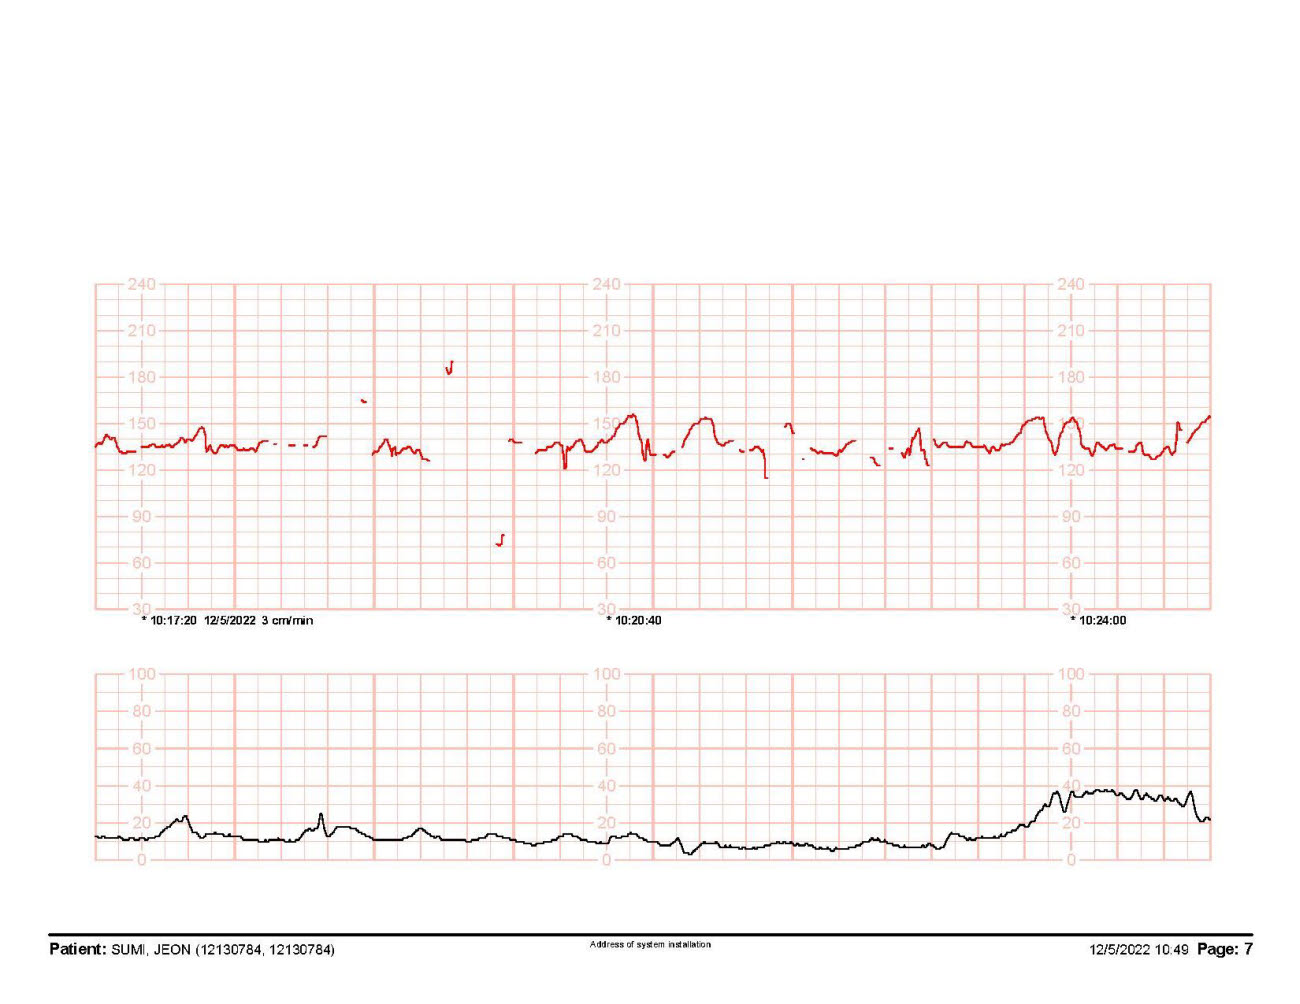 240 240 240
210 210 210
180 180 180
150 150 150
120 120 120
90 90 90
60 60 60
30 30 30
* 10:17:20 12/5/2022 3 cm/min * 10:20:40 * 10:24:00
100 100 100
80 80 80
60 60 60
40 40 40
20 20 20
0 0 0
Patient: SUMI, JEON (12130784, 12130784) Address of system installation 12/5/2022 10:49 Page: 7